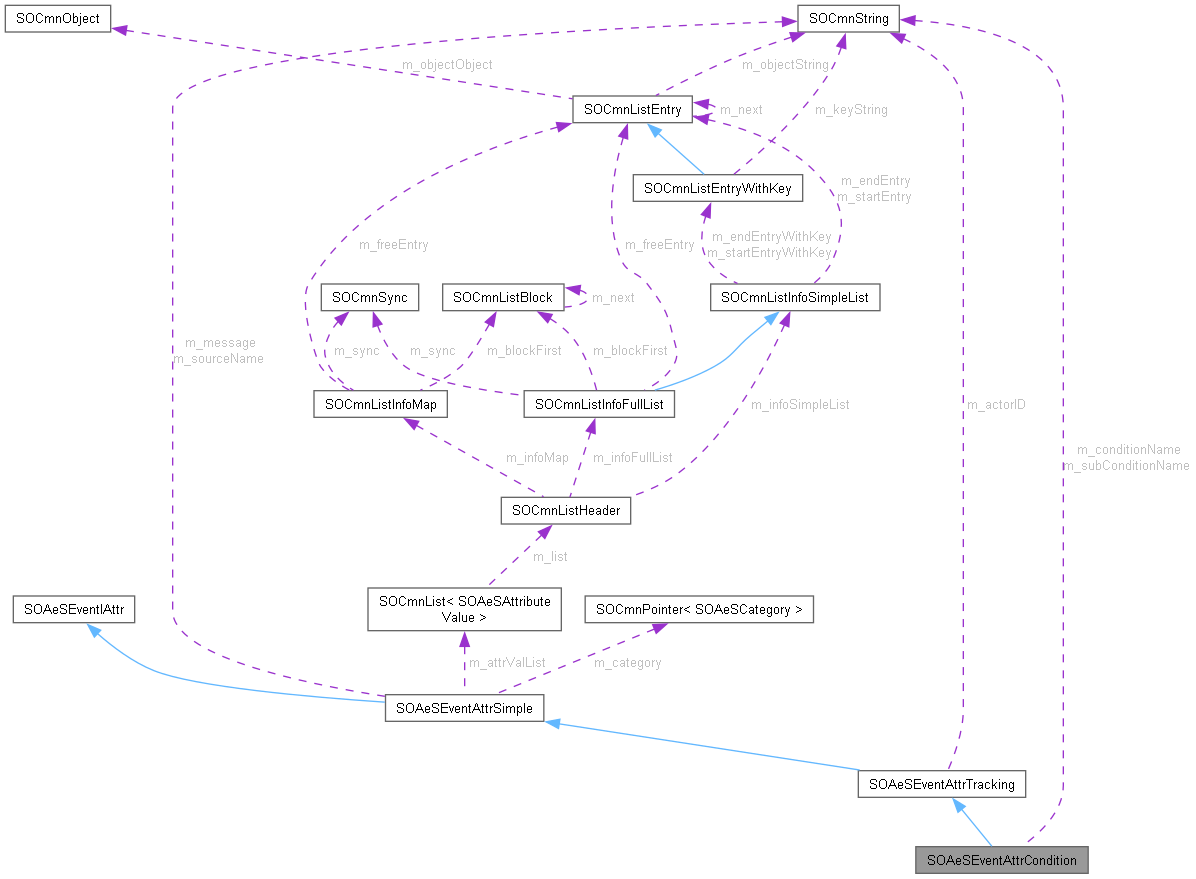 SOCmnObject
SOCmnString
m_objectObject
m_objectString
SOCmnListEntry
m_next
m_keyString
SOCmnListEntryWithKey
m_endEntry
m_startEntry
m_freeEntry
m_freeEntry
m_endEntryWithKey
m_startEntryWithKey
SOCmnSync
SOCmnListBlock
m_next
SOCmnListInfoSimpleList
m_message
m_sourceName
m_sync
m_sync
m_blockFirst
m_blockFirst
SOCmnListInfoMap
SOCmnListInfoFullList
m_infoSimpleList
m_actorID
m_conditionName
m_subConditionName
m_infoMap
m_infoFullList
SOCmnListHeader
m_list
SOAeSEventIAttr
SOCmnList< SOAeSAttribute
Value >
SOCmnPointer< SOAeSCategory >
m_attrValList
m_category
SOAeSEventAttrSimple
SOAeSEventAttrTracking
SOAeSEventAttrCondition